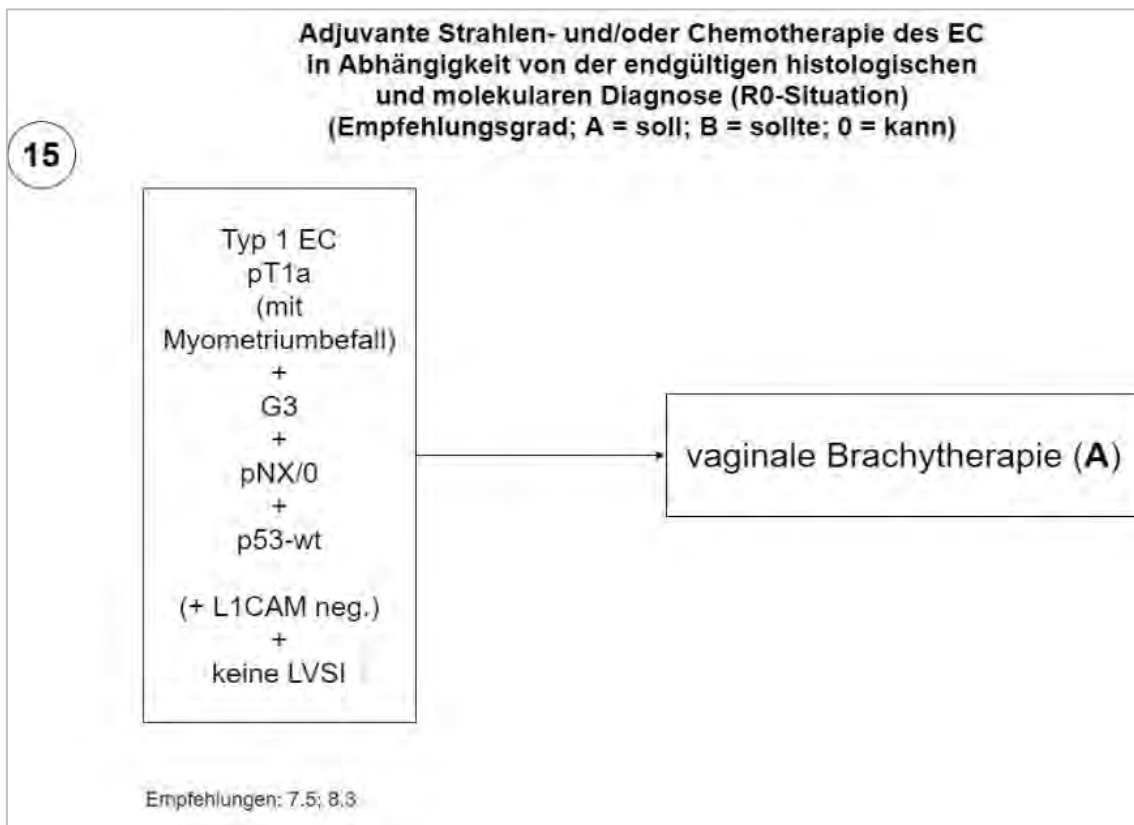 Adjuvante Strahlen- und/oder Chemotherapie des EC
in Abhängigkeit von der endgültigen histologischen
und molekularen Diagnose (R0-Situation)
(Empfehlungsgrad; A = soll; B = sollte; 0 = kann)
15
Typ 1 EC
pT1a
(mit
Myometriumbefall)
+
G3
+
pNX/0
+
p53-wt
(+ L1CAM neg.)
+
keine LVSI
vaginale Brachytherapie (A)
Empfehlungen: 7.5; 8.3